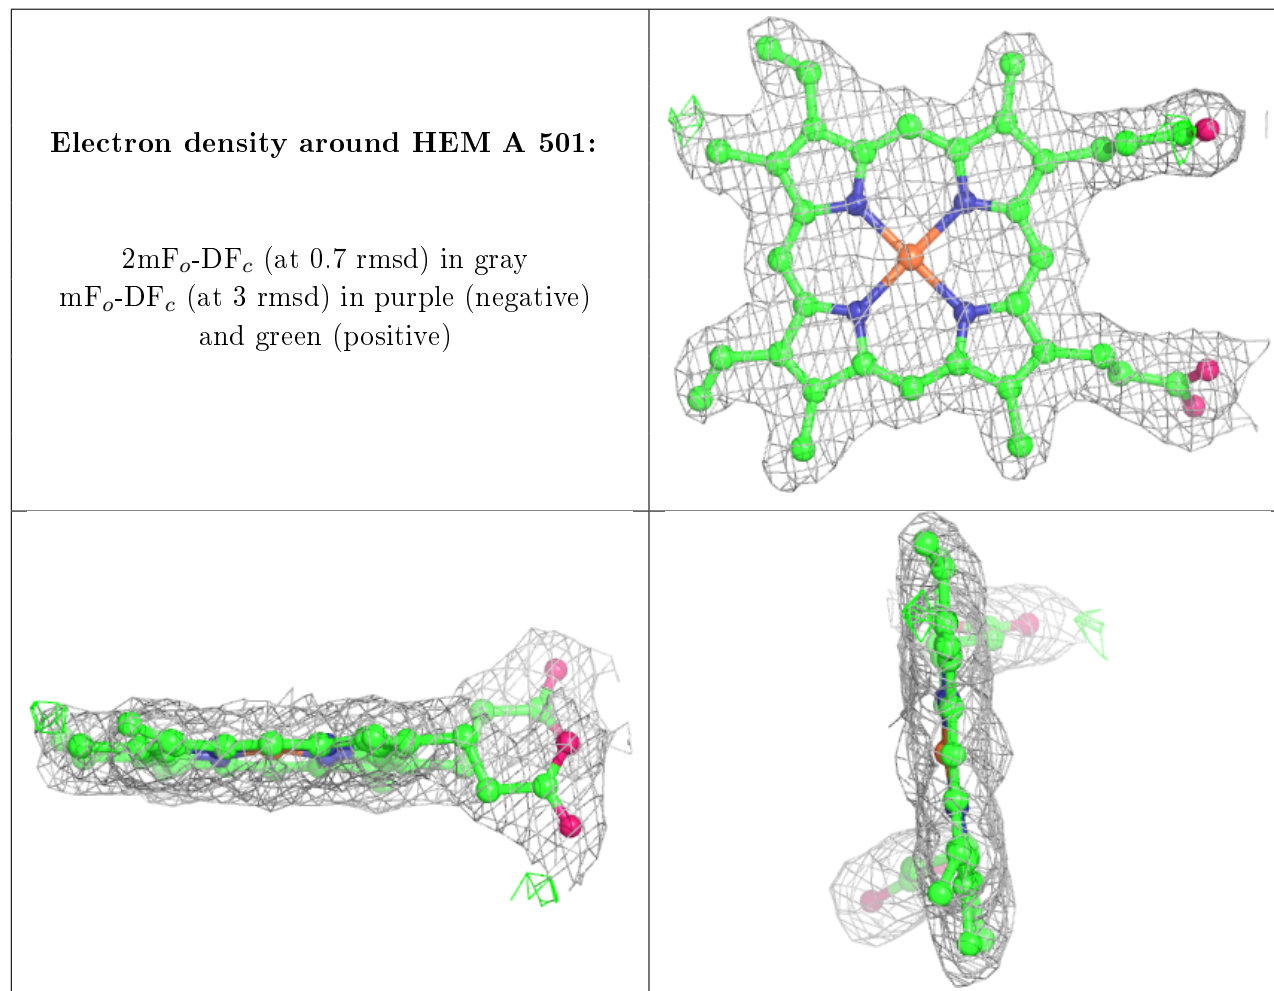 Electron density around HEM A 501:
2mFₒ-DF𝒸 (at 0.7 rmsd) in gray
mFₒ-DF𝒸 (at 3 rmsd) in purple (negative)
and green (positive)